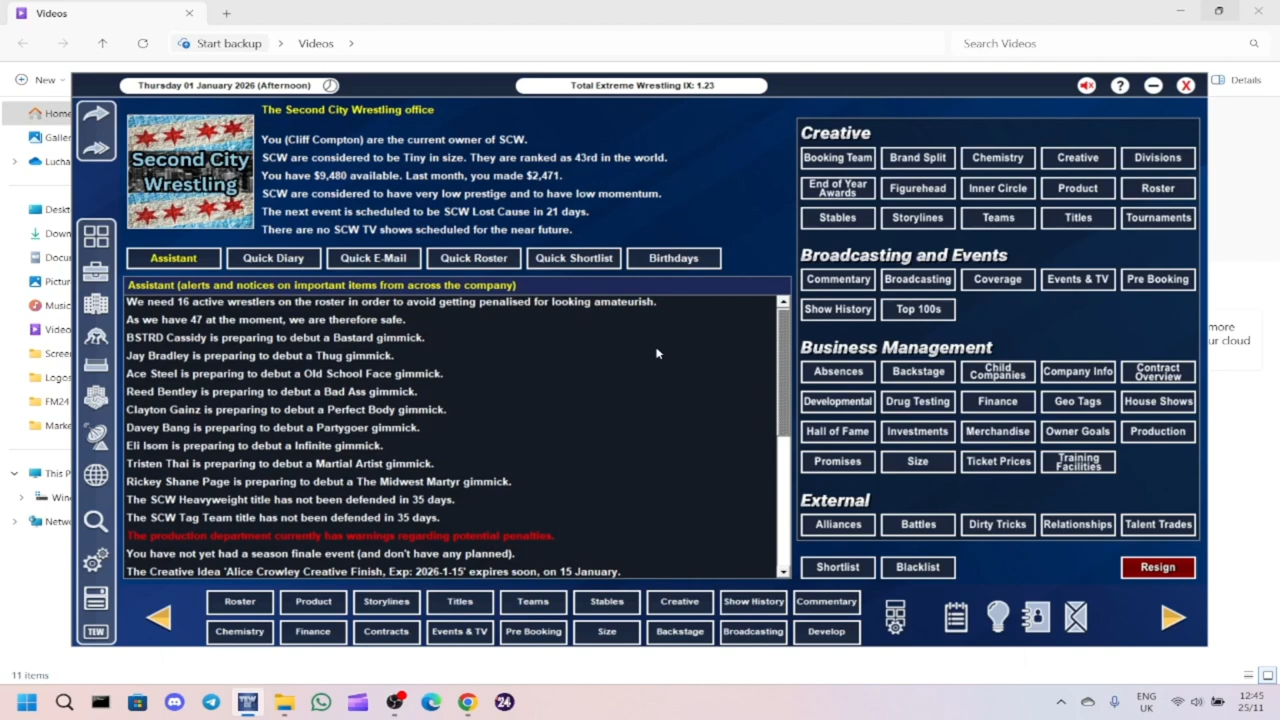 Videos
Start backup
Videos
Search Videos
New
Details
Home
Luch
Music
FM24
11 items
Thursday 01 January 2026 (Afternoon)
Total Extreme Wrestling IX: 1.23
Second City
Wrestling
The Second City Wrestling office
You (Cliff Compton) are the current owner of SCW.
SCW are considered to be Tiny in size. They are ranked as 43rd in the world.
You have $9,480 available. Last month, you made $2,471.
SCW are considered to have very low prestige and to have low momentum.
The next event is scheduled to be SCW Lost Cause in 21 days.
There are no SCW TV shows scheduled for the near future.
Assistant
Quick Diary
Quick E-Mail
Quick Roster
Quick Shortlist
Birthdays
Assistant (alerts and notices on important items from across the company)
We need 16 active wrestlers on the roster in order to avoid getting penalised for looking amateurish.
As we have 47 at the moment, we are therefore safe.
BSTRD Cassidy is preparing to debut a Bastard gimmick.
Jay Bradley is preparing to debut a Thug gimmick.
Ace Steel is preparing to debut a Old School Face gimmick.
Reed Bentley is preparing to debut a Bad Ass gimmick.
Clayton Gainz is preparing to debut a Perfect Body gimmick.
Davey Bang is preparing to debut a Partygoer gimmick.
Eli Isom is preparing to debut a Infinite gimmick.
Tristen Thai is preparing to debut a Martial Artist gimmick.
Rickey Shane Page is preparing to debut a The Midwest Martyr gimmick.
The SCW Heavyweight title has not been defended in 35 days.
The SCW Tag Team title has not been defended in 35 days.
The production department currently has warnings regarding potential penalties.
You have not yet had a season finale event (and don't have any planned).
The Creative Idea 'Alice Crowley Creative Finish, Exp: 2026-1-15' expires soon, on 15 January.
Creative
Booking Team
Brand Split
Chemistry
Creative
Divisions
End of Year Awards
Figurehead
Inner Circle
Product
Roster
Stables
Storylines
Teams
Titles
Tournaments
Broadcasting and Events
Commentary
Broadcasting
Coverage
Events & TV
Pre Booking
Show History
Top 100s
Business Management
Absences
Backstage
Child Companies
Company Info
Contract Overview
Developmental
Drug Testing
Finance
Geo Tags
House Shows
Hall of Fame
Investments
Merchandise
Owner Goals
Production
Promises
Size
Ticket Prices
Training Facilities
External
Alliances
Battles
Dirty Tricks
Relationships
Talent Trades
Shortlist
Blacklist
Resign
Roster
Product
Storylines
Titles
Teams
Stables
Creative
Show History
Commentary
Chemistry
Finance
Contracts
Events & TV
Pre Booking
Size
Backstage
Broadcasting
Develop
TEW
more
ur cloud
24
ENG
UK
12:45
25/11